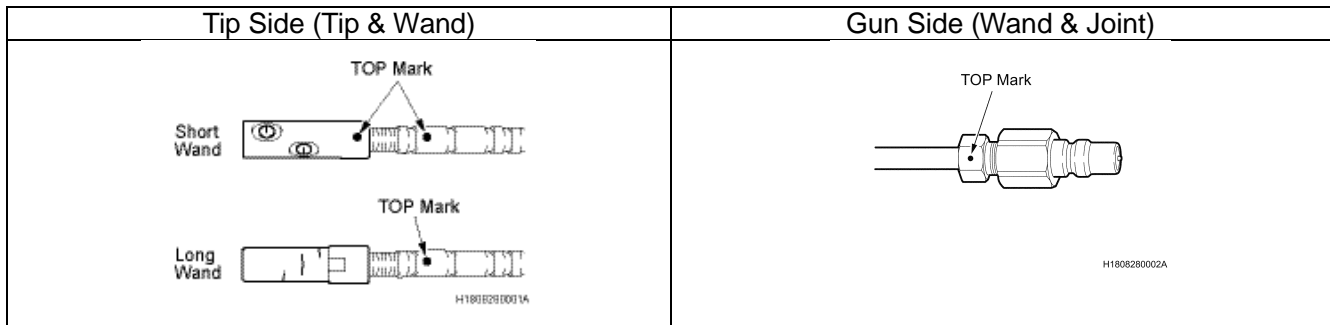 Tip Side (Tip & Wand)
Gun Side (Wand & Joint)
TOP Mark
Short
Wand
TOP Mark
Long
Wand
H1808280001A
TOP Mark
H1808280002A